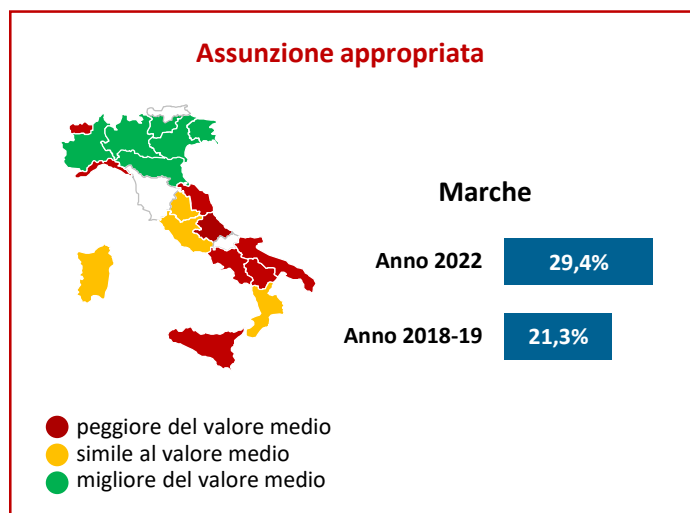 Assunzione appropriata
Marche
Anno 2022
29,4%
Anno 2018-19
21,3%
peggiore del valore medio
simile al valore medio
migliore del valore medio